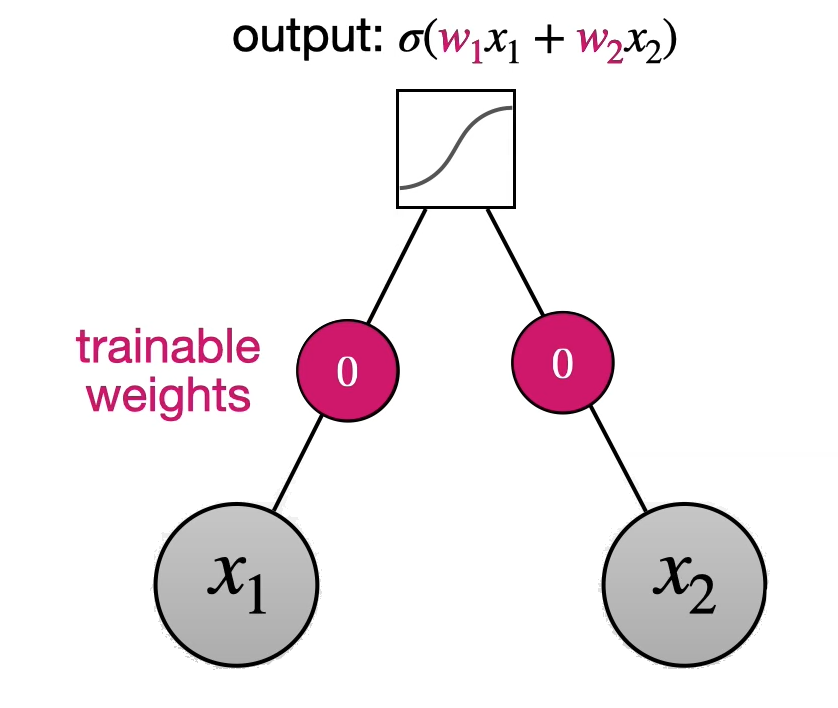 output: σ(w₁x₁ + w₂x₂)
0
0
trainable
weights
x₁
x₂